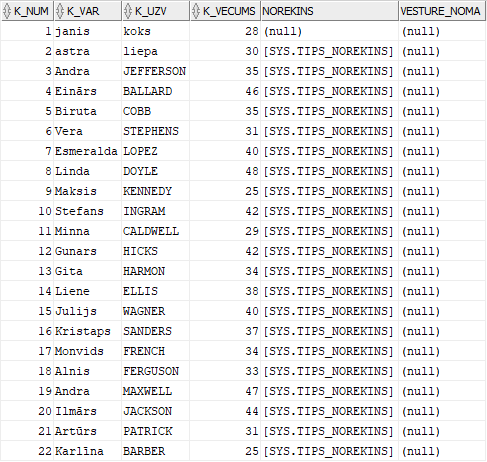 K_NUM K_VAR K_UZV K_VECUMS NOREKINS VESTURE_NOMA
1 janis koks 28 (null) (null)
2 astra liepa 30 [SYS.TIPS_NOREKINS] (null)
3 Andra JEFFERSON 35 [SYS.TIPS_NOREKINS] (null)
4 Einārs BALLARD 46 [SYS.TIPS_NOREKINS] (null)
5 Biruta COBB 35 [SYS.TIPS_NOREKINS] (null)
6 Vera STEPHENS 31 [SYS.TIPS_NOREKINS] (null)
7 Esmeralda LOPEZ 40 [SYS.TIPS_NOREKINS] (null)
8 Linda DOYLE 48 [SYS.TIPS_NOREKINS] (null)
9 Maksis KENNEDY 25 [SYS.TIPS_NOREKINS] (null)
10 Stefans INGRAM 42 [SYS.TIPS_NOREKINS] (null)
11 Minna CALDWELL 29 [SYS.TIPS_NOREKINS] (null)
12 Gunars HICKS 42 [SYS.TIPS_NOREKINS] (null)
13 Gita HARMON 34 [SYS.TIPS_NOREKINS] (null)
14 Liene ELLIS 38 [SYS.TIPS_NOREKINS] (null)
15 Julijs WAGNER 40 [SYS.TIPS_NOREKINS] (null)
16 Kristaps SANDERS 37 [SYS.TIPS_NOREKINS] (null)
17 Monvids FRENCH 34 [SYS.TIPS_NOREKINS] (null)
18 Alnis FERGUSON 33 [SYS.TIPS_NOREKINS] (null)
19 Andra MAXWELL 47 [SYS.TIPS_NOREKINS] (null)
20 Ilmārs JACKSON 44 [SYS.TIPS_NOREKINS] (null)
21 Artūrs PATRICK 31 [SYS.TIPS_NOREKINS] (null)
22 Karlīna BARBER 25 [SYS.TIPS_NOREKINS] (null)